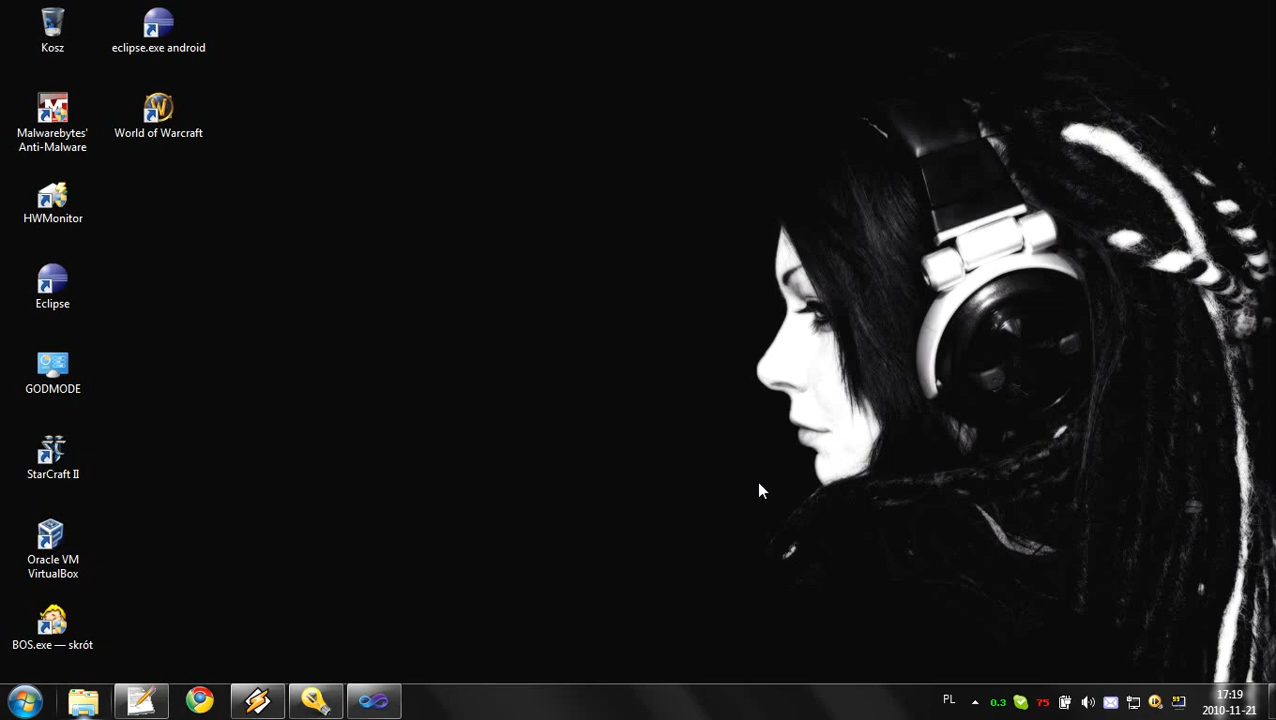 Kosz
eclipse.exe android
Malwarebytes'
Anti-Malware
World of Warcraft
HWMonitor
Eclipse
GODMODE
StarCraft II
Oracle VM
VirtualBox
BOS.exe — skrót
PL
0.3
75
17:19
2010-11-21